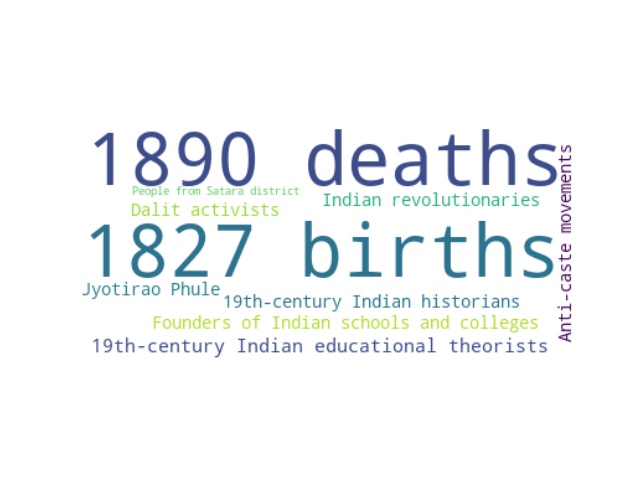 1890 deaths
People from Satara district
Indian revolutionaries
Dalit activists
1827 births
Jyotirao Phule
19th-century Indian historians
Founders of Indian schools and colleges
19th-century Indian educational theorists
Anti-caste movements